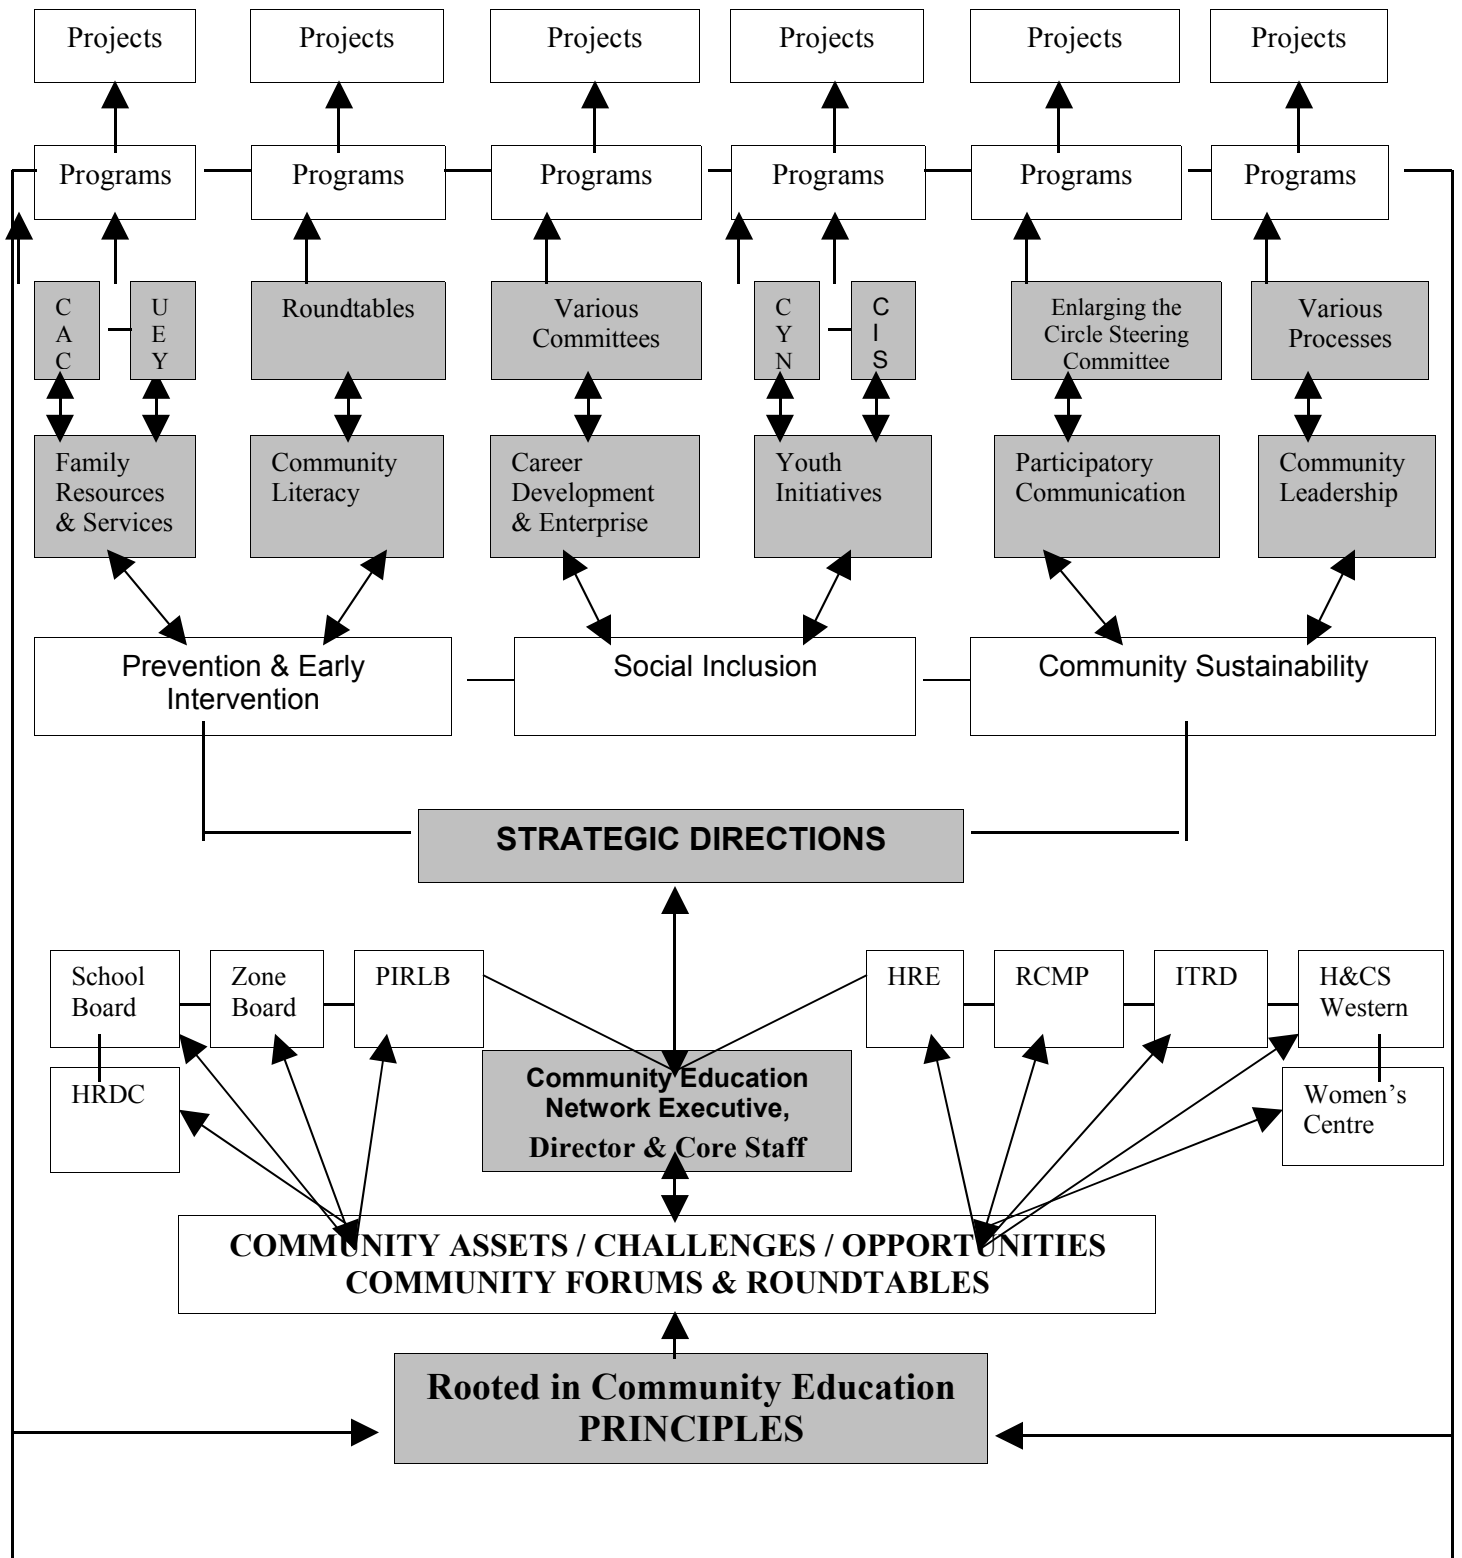 Projects
Projects
Projects
Projects
Projects
Projects
Programs
Programs
Programs
Programs
Programs
Programs
C
A
C
U
E
Y
Roundtables
Various
Committees
C
Y
N
C
I
S
Enlarging the
Circle Steering
Committee
Various
Processes
Family
Resources
& Services
Community
Literacy
Career
Development
& Enterprise
Youth
Initiatives
Participatory
Communication
Community
Leadership
Prevention & Early
Intervention
Social Inclusion
Community Sustainability
STRATEGIC DIRECTIONS
School
Board
Zone
Board
PIRLB
HRE
RCMP
ITRD
H&CS
Western
HRDC
Community Education
Network Executive,
Director & Core Staff
Women’s
Centre
COMMUNITY ASSETS / CHALLENGES / OPPORTUNITIES
COMMUNITY FORUMS & ROUNDTABLES
Rooted in Community Education
PRINCIPLES